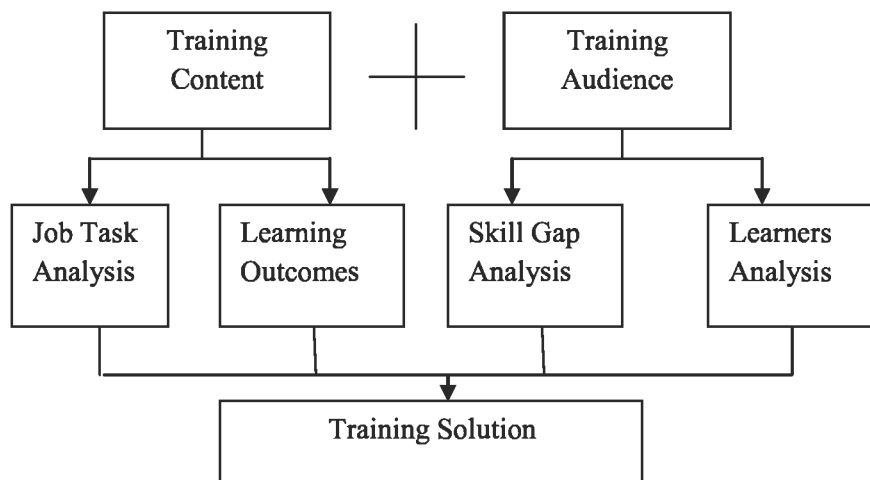 Training
Content
Training
Audience
Job Task
Analysis
Learning
Outcomes
Skill Gap
Analysis
Learners
Analysis
Training Solution